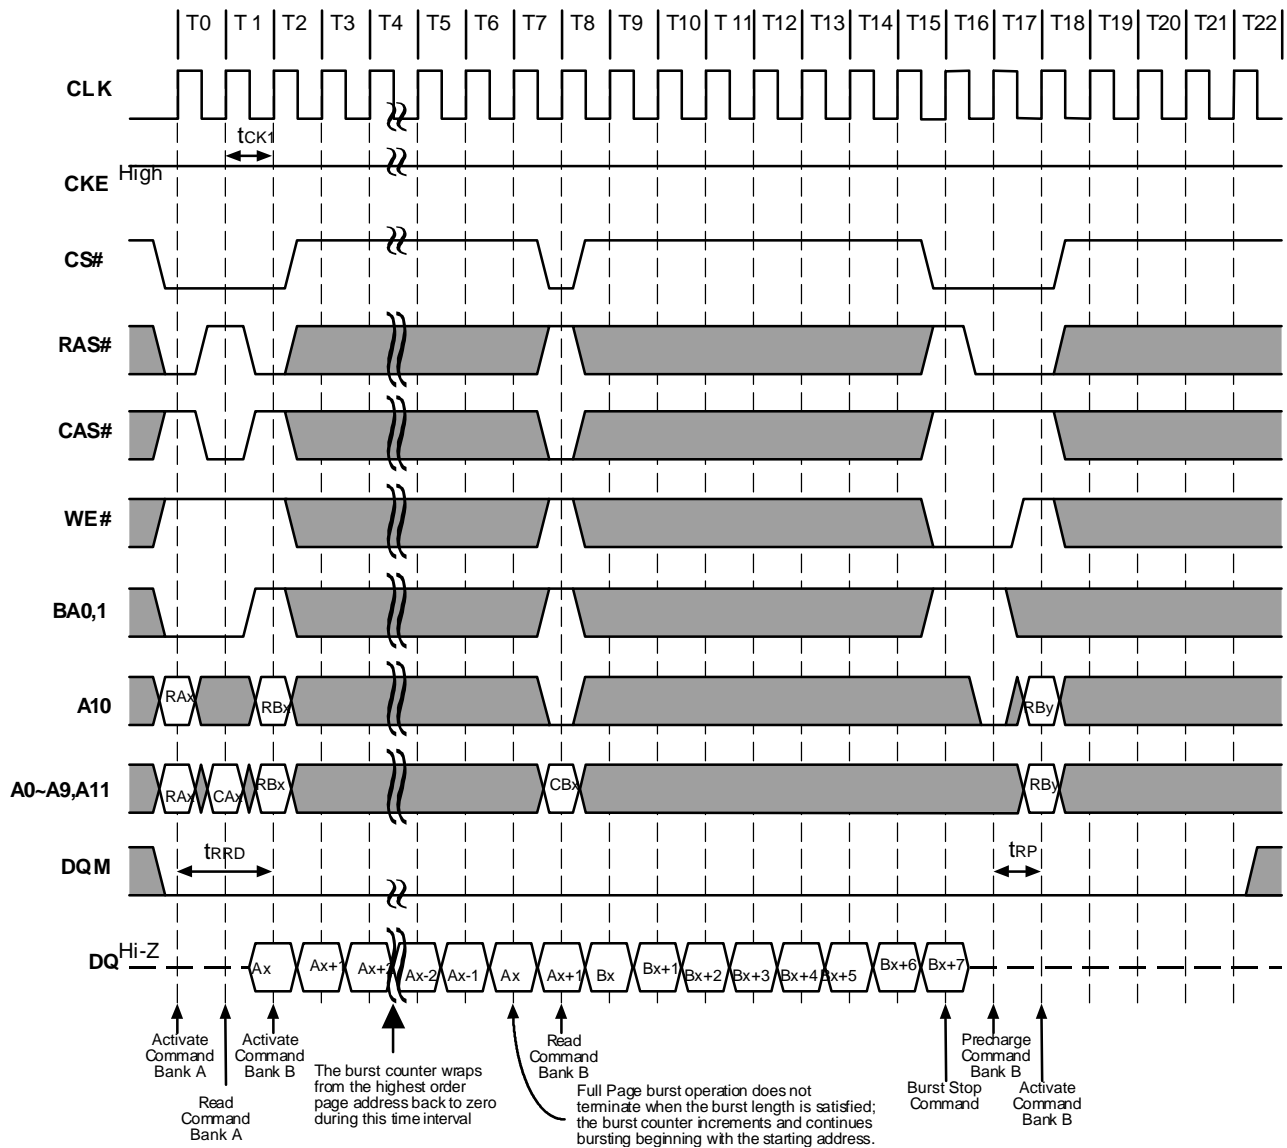 T0 T1 T2 T3 T4 T5 T6 T7 T8 T9 T10 T11 T12 T13 T14 T15 T16 T17 T18 T19 T20 T21 T22
CLK
tCK1
CKE High
CS#
RAS#
CAS#
WE#
BA0,1
A10 RAx RBx RBy
A0~A9,A11 RAx CAx RBx CBx RBy
DQM tRRD tRP
DQ Hi-Z Ax Ax+1 Ax+2 Ax-2 Ax-1 Ax Ax+1 Bx Bx+1 Bx+2 Bx+3 Bx+4 Bx+5 Bx+6 Bx+7
Activate
Command
Bank A
Read
Command
Bank A
Activate
Command
Bank B
The burst counter wraps
from the highest order
page address back to zero
during this time interval
Full Page burst operation does not
terminate when the burst length is satisfied;
the burst counter increments and continues
bursting beginning with the starting address.
Read
Command
Bank B
Burst Stop
Command
Precharge
Command
Bank B
Activate
Command
Bank B